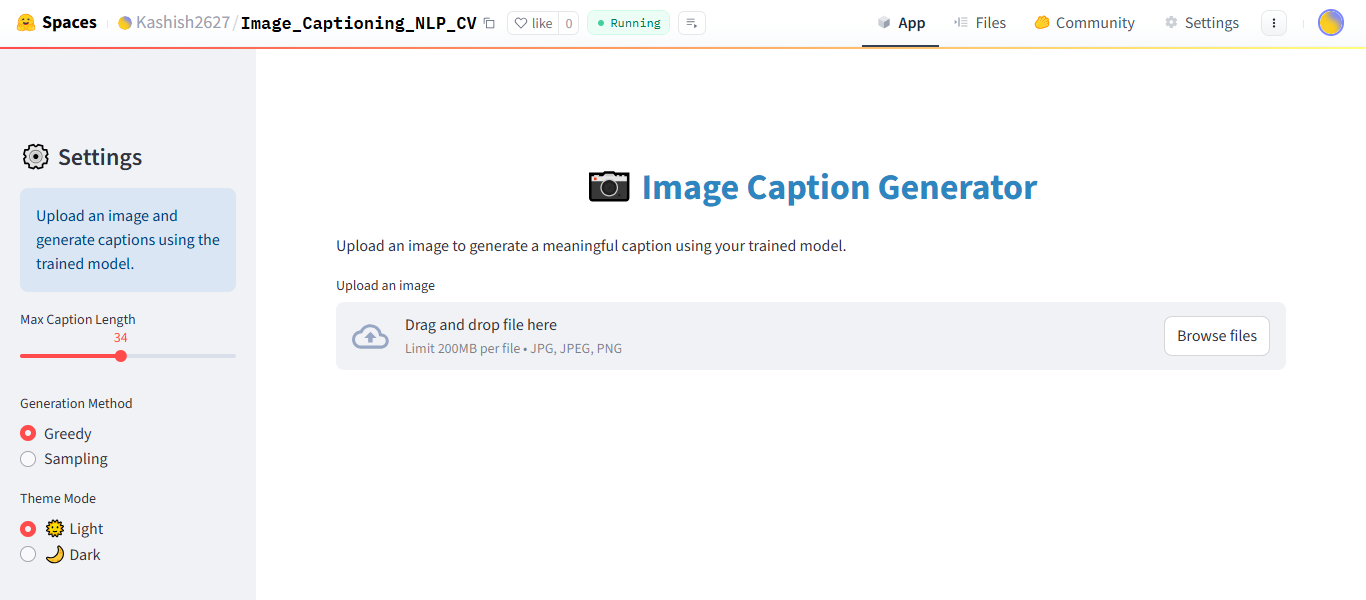 Spaces Kashish2627/Image_Captioning_NLP_CV like 0 Running App Files Community Settings
Settings
Upload an image and
generate captions using the
trained model.
Max Caption Length
34
Generation Method
Greedy
Sampling
Theme Mode
Light
Dark
Image Caption Generator
Upload an image to generate a meaningful caption using your trained model.
Upload an image
Drag and drop file here
Limit 200MB per file • JPG, JPEG, PNG
Browse files